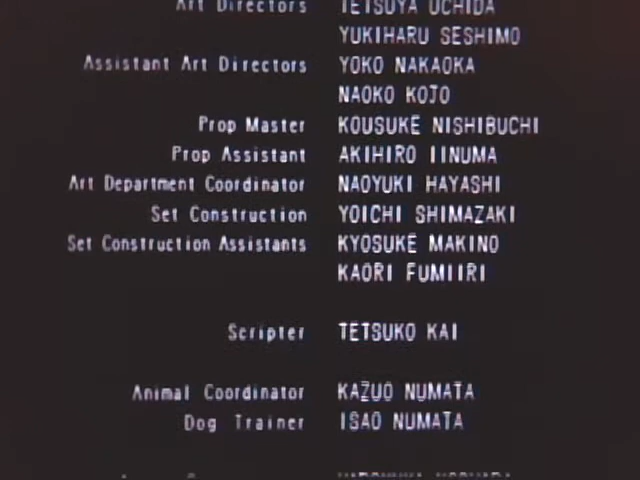 Art Directors TETSUYA UCHIDA
YUKIHARU SESHIMO
Assistant Art Directors YOKO NAKAOKA
NAOKO KOJO
Prop Master KOUSUKE NISHIBUCHI
Prop Assistant AKIHIRO IINUMA
Art Department Coordinator NAOYUKI HAYASHI
Set Construction YOICHI SHIMAZAKI
Set Construction Assistants KYOSUKE MAKINO
KAORI FUMIIRI
Scripter TETSUKO KAI
Animal Coordinator KAZUO NUMATA
Dog Trainer ISAO NUMATA